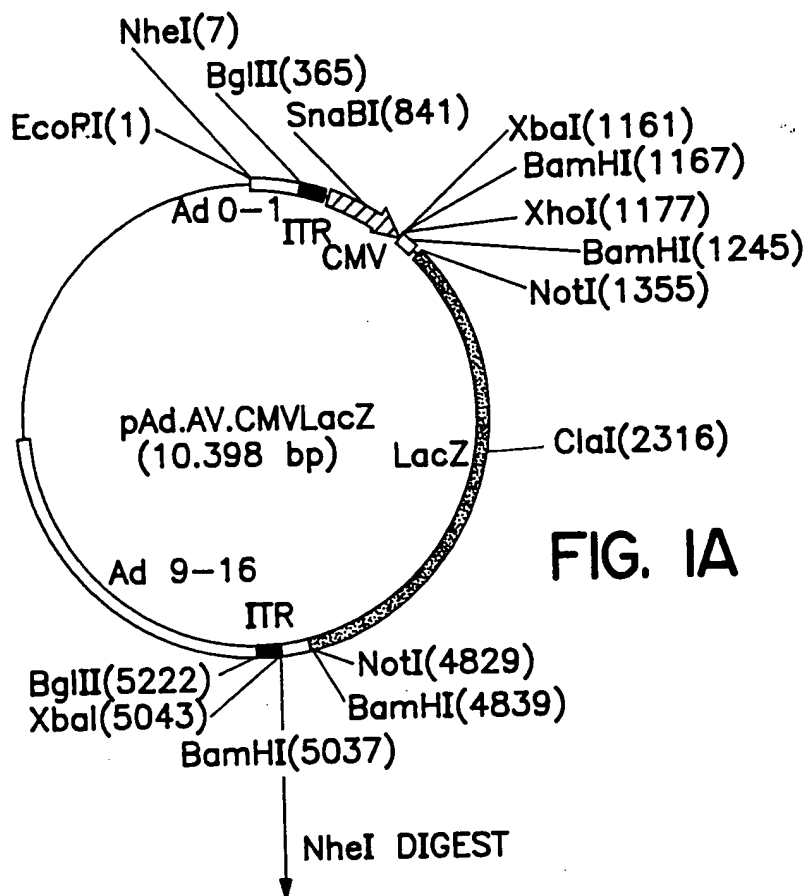 NheI(7)
BglII(365)
SnaBI(841)
EcoRI(1)
XbaI(1161)
BamHI(1167)
XhoI(1177)
BamHI(1245)
NotI(1355)
Ad 0-1
ITR
CMV
pAd.AV.CMVLacZ
(10.398 bp)
LacZ
ClaI(2316)
FIG. 1A
Ad 9-16
ITR
BglII(5222)
NotI(4829)
XbaI(5043)
BamHI(4839)
BamHI(5037)
NheI DIGEST